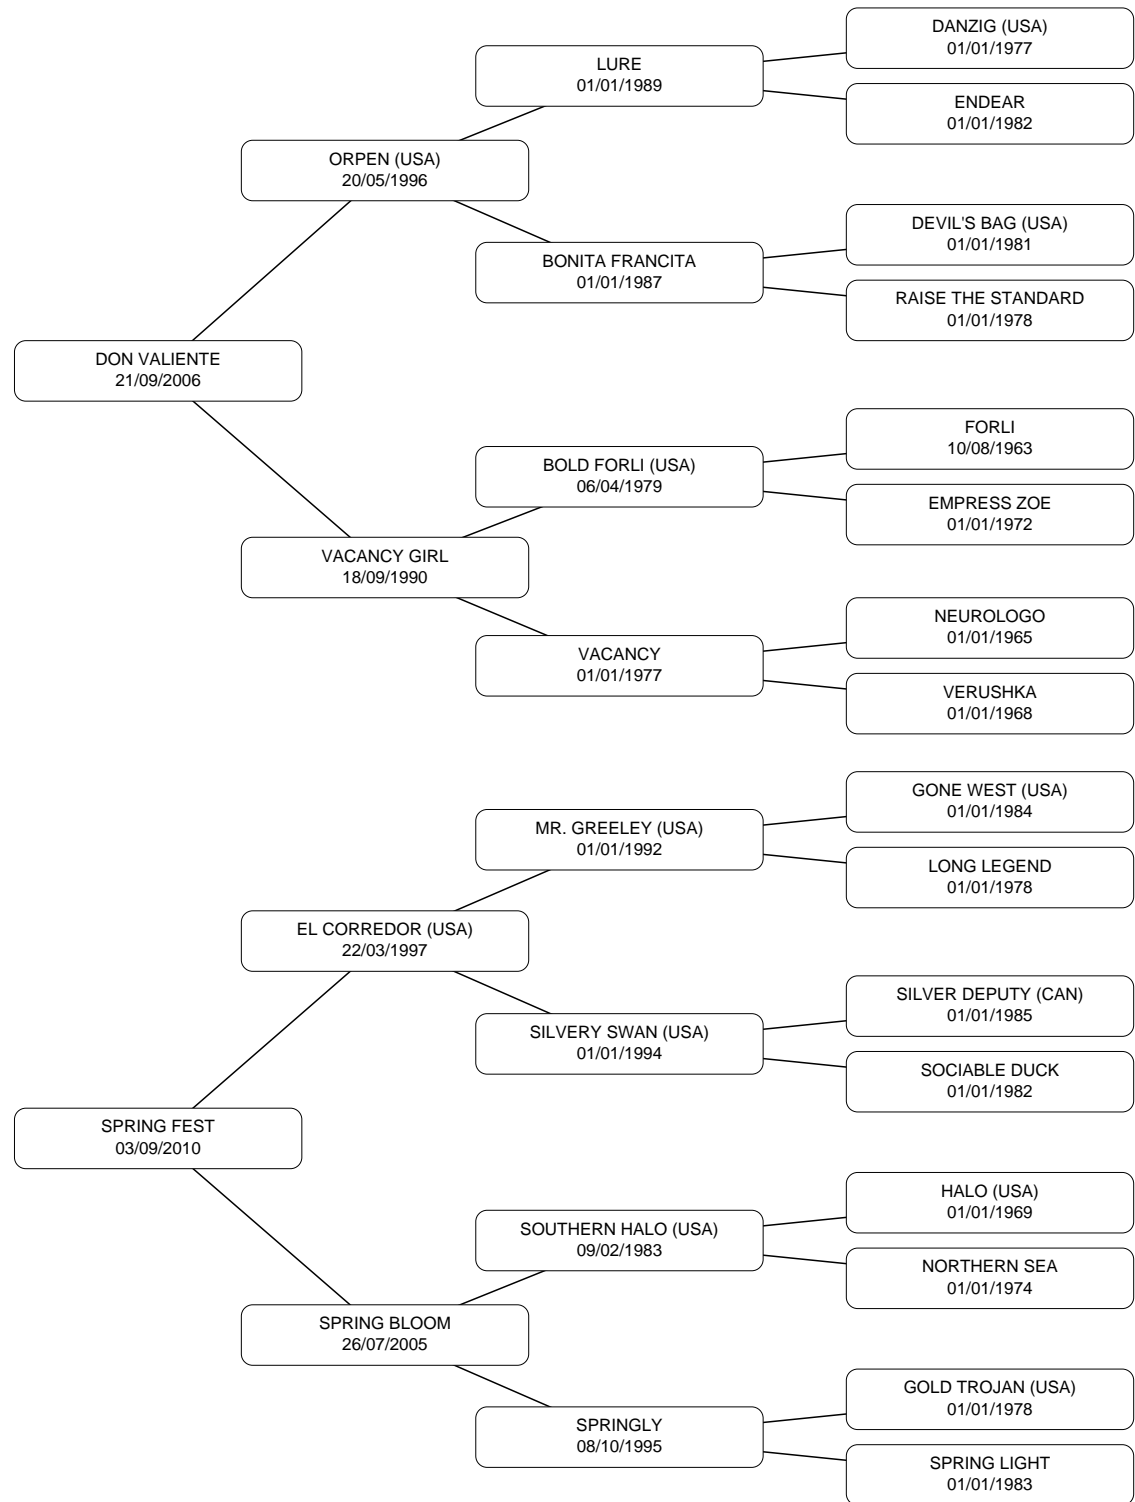 DANZIG (USA)
01/01/1977
LURE
01/01/1989
ENDEAR
01/01/1982
ORPEN (USA)
20/05/1996
DEVIL'S BAG (USA)
01/01/1981
BONITA FRANCITA
01/01/1987
RAISE THE STANDARD
01/01/1978
DON VALIENTE
21/09/2006
FORLI
10/08/1963
BOLD FORLI (USA)
06/04/1979
EMPRESS ZOE
01/01/1972
VACANCY GIRL
18/09/1990
NEUROLOGO
01/01/1965
VACANCY
01/01/1977
VERUSHKA
01/01/1968
GONE WEST (USA)
01/01/1984
MR. GREELEY (USA)
01/01/1992
LONG LEGEND
01/01/1978
EL CORREDOR (USA)
22/03/1997
SILVER DEPUTY (CAN)
01/01/1985
SILVERY SWAN (USA)
01/01/1994
SOCIABLE DUCK
01/01/1982
SPRING FEST
03/09/2010
HALO (USA)
01/01/1969
SOUTHERN HALO (USA)
09/02/1983
NORTHERN SEA
01/01/1974
SPRING BLOOM
26/07/2005
GOLD TROJAN (USA)
01/01/1978
SPRINGLY
08/10/1995
SPRING LIGHT
01/01/1983